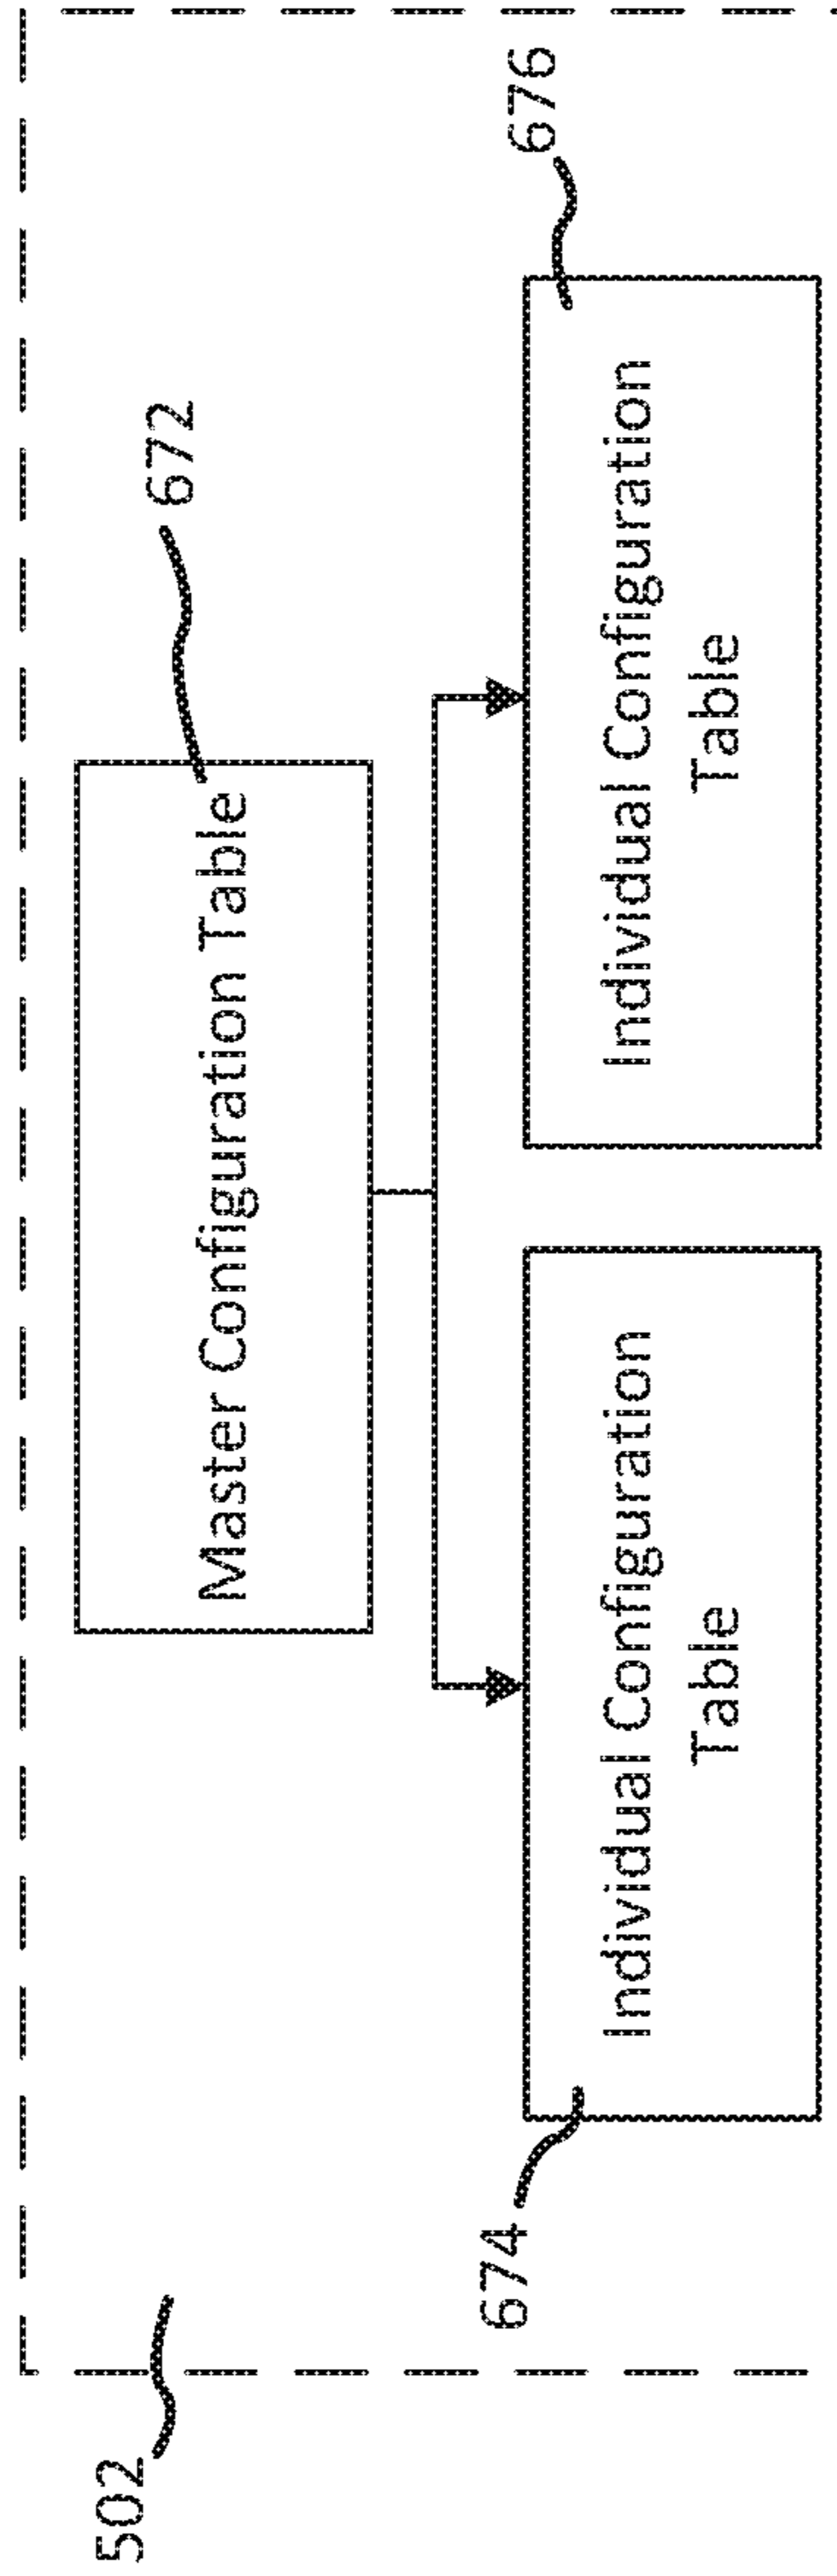 502
672
Master Configuration Table
674
676
Individual Configuration
Table
Individual Configuration
Table